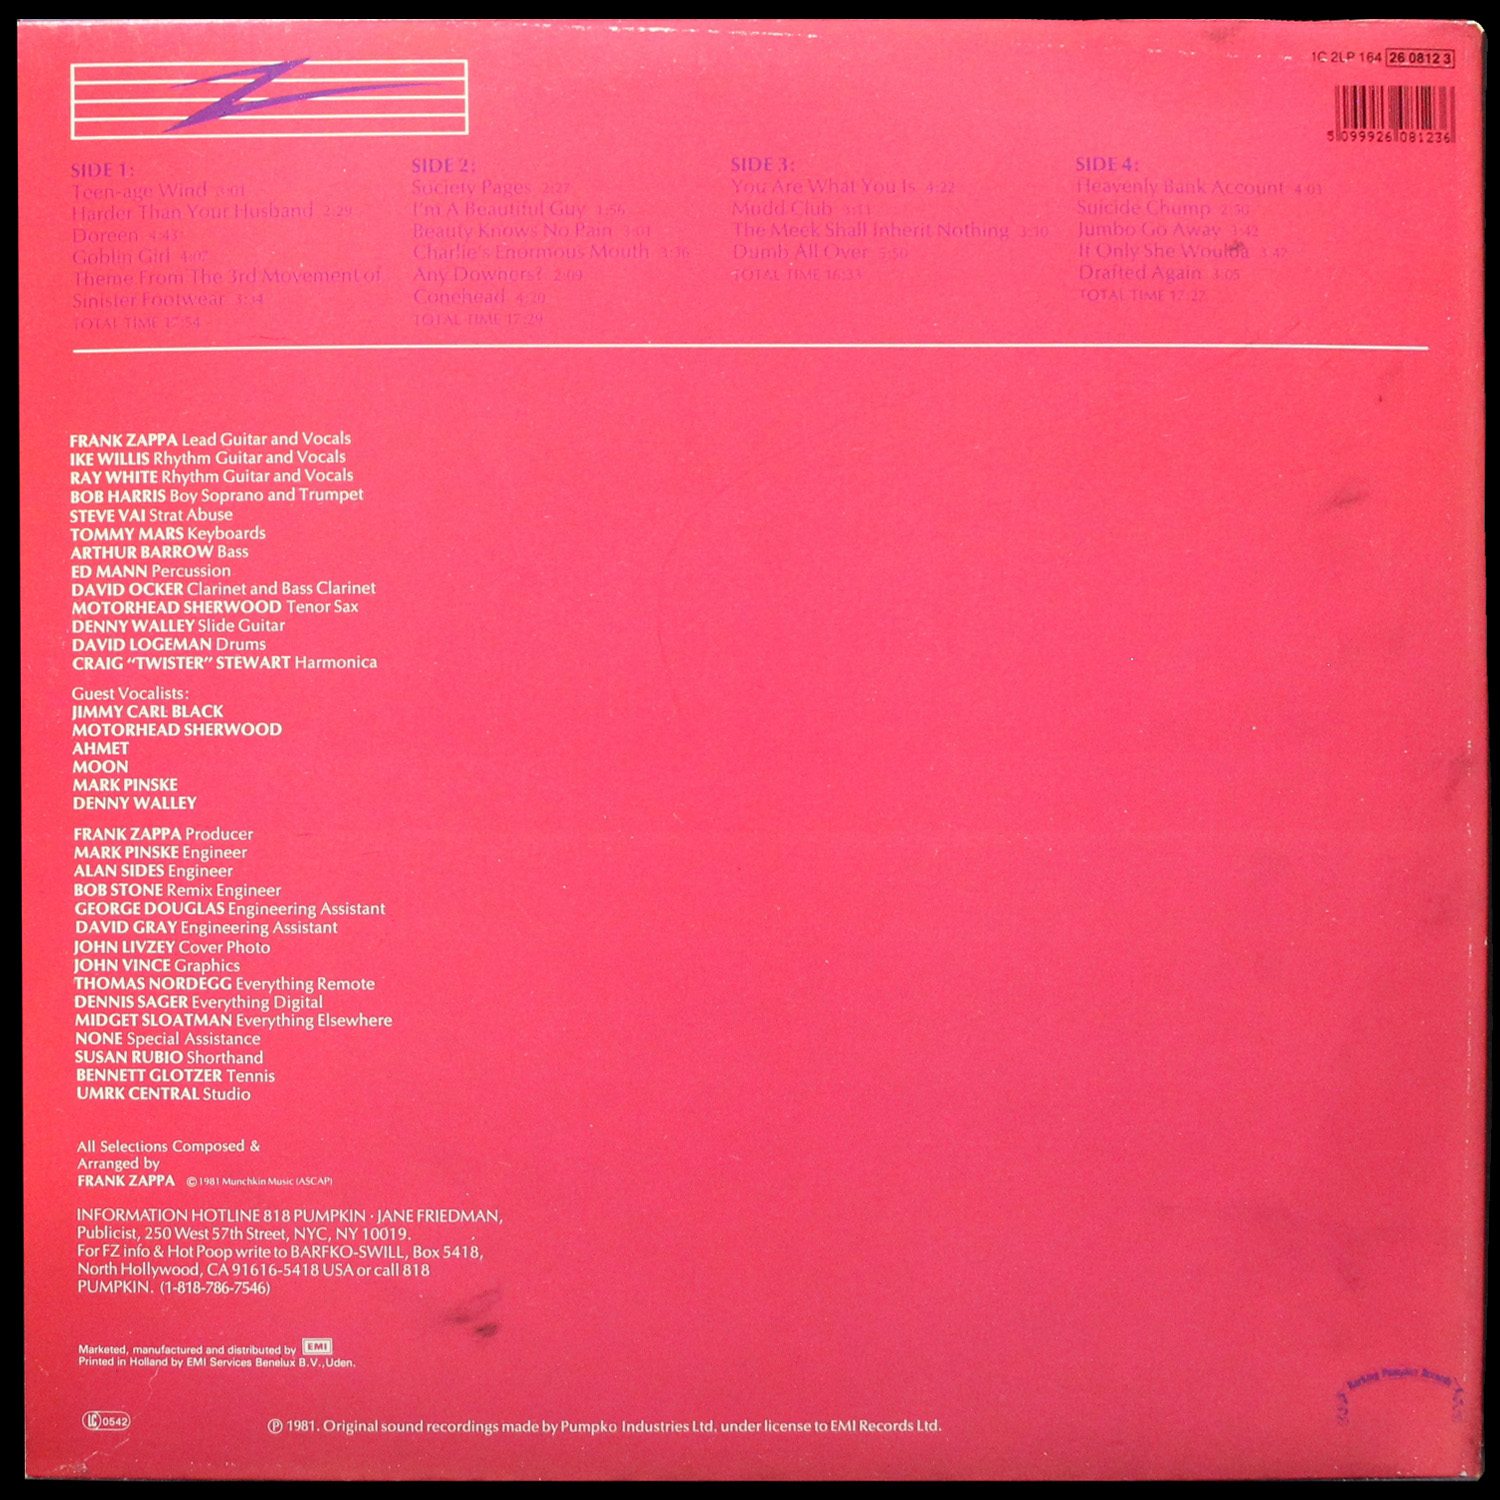 1C 2LP 164 26 0812 3
5 099926 081236
SIDE 1:
Teen-age Wind 3:01
Harder Than Your Husband 2:29
Doreen 4:43
Goblin Girl 4:07
Theme From The 3rd Movement of
Sinister Footwear 3:34
TOTAL TIME 17:54
SIDE 2:
Society Pages 2:27
I'm A Beautiful Guy 1:56
Beauty Knows No Pain 3:01
Charlie's Enormous Mouth 3:36
Any Downers? 2:09
Conehead 4:20
TOTAL TIME 17:29
SIDE 3:
You Are What You Is 4:22
Mudd Club 3:11
The Meek Shall Inherit Nothing 3:10
Dumb All Over 5:50
TOTAL TIME 16:33
SIDE 4:
Heavenly Bank Account 4:03
Suicide Chump 2:50
Jumbo Go Away 3:42
If Only She Woulda 3:47
Drafted Again 3:05
TOTAL TIME 17:27
FRANK ZAPPA Lead Guitar and Vocals
IKE WILLIS Rhythm Guitar and Vocals
RAY WHITE Rhythm Guitar and Vocals
BOB HARRIS Boy Soprano and Trumpet
STEVE VAI Strat Abuse
TOMMY MARS Keyboards
ARTHUR BARROW Bass
ED MANN Percussion
DAVID OCKER Clarinet and Bass Clarinet
MOTORHEAD SHERWOOD Tenor Sax
DENNY WALLEY Slide Guitar
DAVID LOGEMAN Drums
CRAIG “TWISTER” STEWART Harmonica
Guest Vocalists:
JIMMY CARL BLACK
MOTORHEAD SHERWOOD
AHMET
MOON
MARK PINSKE
DENNY WALLEY
FRANK ZAPPA Producer
MARK PINSKE Engineer
ALAN SIDES Engineer
BOB STONE Remix Engineer
GEORGE DOUGLAS Engineering Assistant
DAVID GRAY Engineering Assistant
JOHN LIVZEY Cover Photo
JOHN VINCE Graphics
THOMAS NORDEGG Everything Remote
DENNIS SAGER Everything Digital
MIDGET SLOATMAN Everything Elsewhere
NONE Special Assistance
SUSAN RUBIO Shorthand
BENNETT GLOTZER Tennis
UMRK CENTRAL Studio
All Selections Composed &
Arranged by
FRANK ZAPPA © 1981 Munchkin Music (ASCAP)
INFORMATION HOTLINE 818 PUMPKIN · JANE FRIEDMAN,
Publicist, 250 West 57th Street, NYC, NY 10019.
For FZ info & Hot Poop write to BARFKO-SWILL, Box 5418,
North Hollywood, CA 91616-5418 USA or call 818
PUMPKIN. (1-818-786-7546)
Marketed, manufactured and distributed by EMI
Printed in Holland by EMI Services Benelux B.V., Uden.
LC 0542
℗ 1981. Original sound recordings made by Pumpko Industries Ltd. under license to EMI Records Ltd.
Barking Pumpkin Records